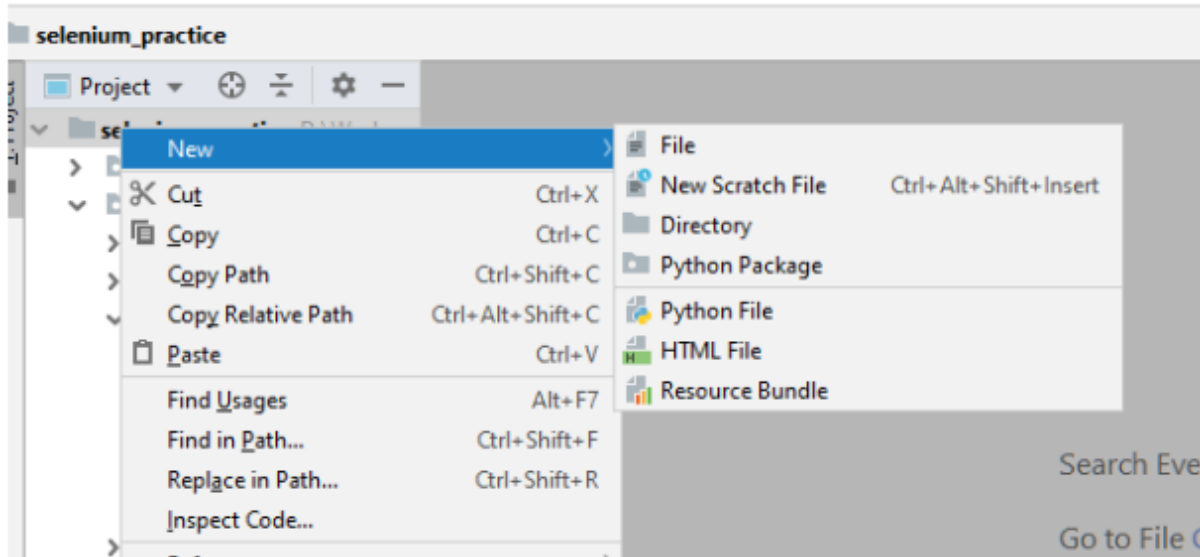 selenium_practice
Project
Project
New
Cut Ctrl+X
Copy Ctrl+C
Copy Path Ctrl+Shift+C
Copy Relative Path Ctrl+Alt+Shift+C
Paste Ctrl+V
Find Usages Alt+F7
Find in Path... Ctrl+Shift+F
Replace in Path... Ctrl+Shift+R
Inspect Code...
File
New Scratch File Ctrl+Alt+Shift+Insert
Directory
Python Package
Python File
HTML File
Resource Bundle
Search Eve
Go to File